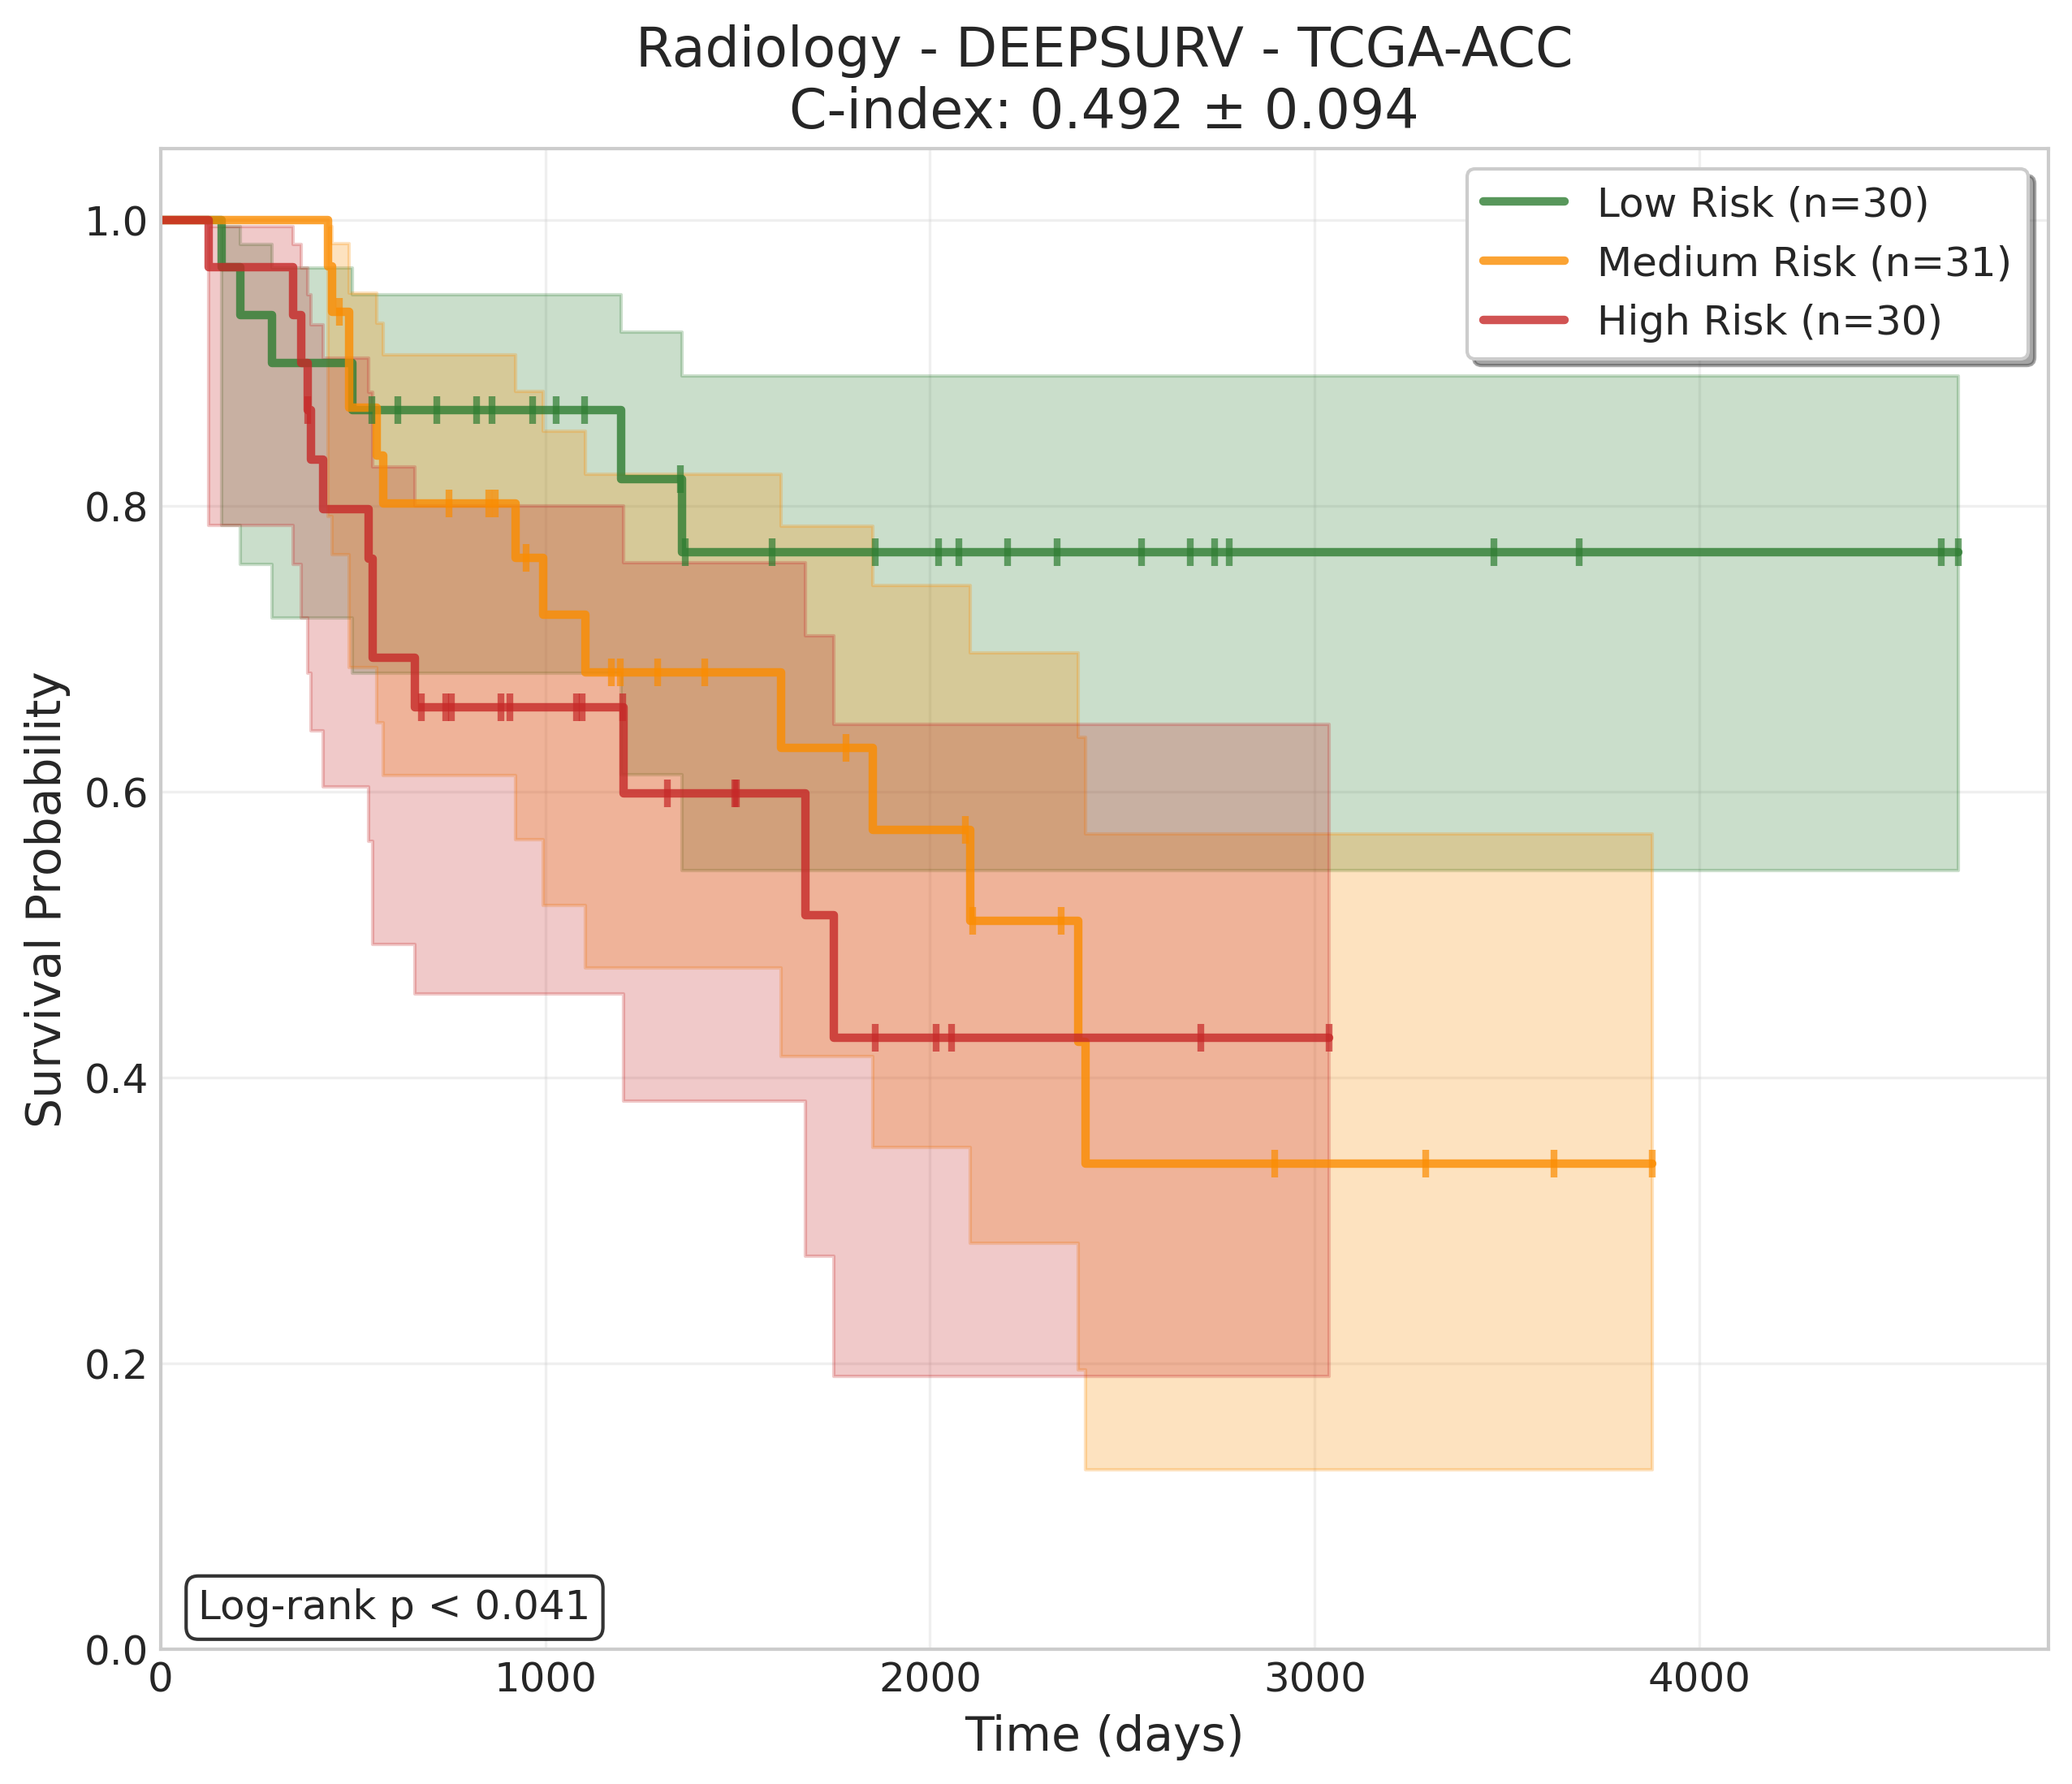 Radiology - DEEPSURV - TCGA-ACC
C-index: 0.492 ± 0.094
Low Risk (n=30)
Medium Risk (n=31)
High Risk (n=30)
Survival Probability
1.0
0.8
0.6
0.4
0.2
0.0
Log-rank p < 0.041
0 1000 2000 3000 4000
Time (days)